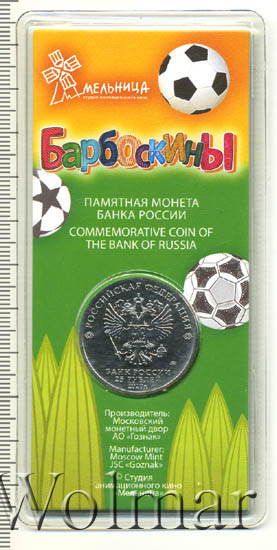 МЕЛЬНИЦА
студия анимационного кино
Барбоскины
ПАМЯТНАЯ МОНЕТА
БАНКА РОССИИ
COMMEMORATIVE COIN OF
THE BANK OF RUSSIA
РОССИЙСКАЯ ФЕДЕРАЦИЯ
БАНК РОССИИ
25 РУБЛЕЙ
2020 г.
Производитель:
Московский
монетный двор
АО «Гознак»
Manufacturer:
Moscow Mint
JSC «Goznak»
© Студия
анимационного кино
«Мельница»
Wolmar